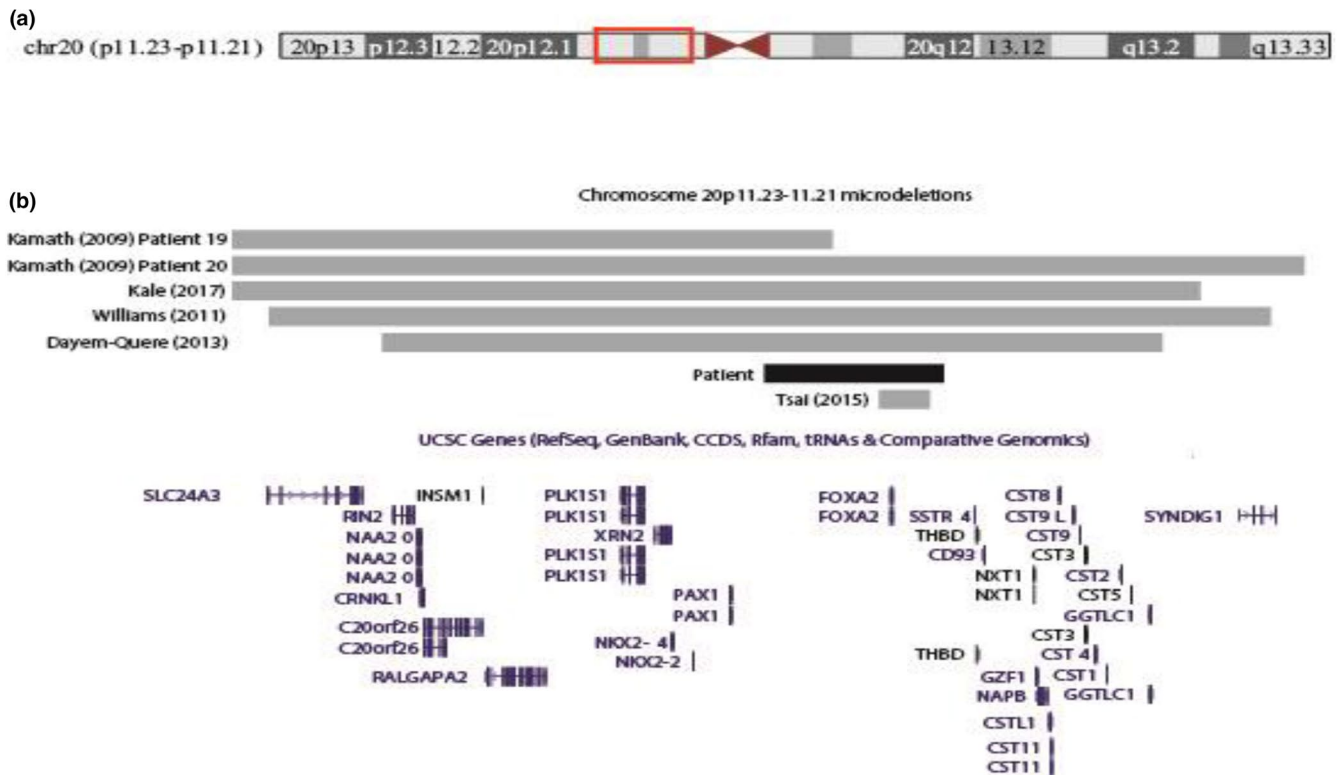 (a)
chr20 (p11.23-p11.21) 20p13 p12.3 12.2 20p12.1 20q12 13.12 q13.2 q13.33
(b)
Chromosome 20p11.23-11.21 microdeletions
Kamath (2009) Patient 19
Kamath (2009) Patient 20
Kale (2017)
Williams (2011)
Dayem-Quere (2013)
Patient
Tsai (2015)
UCSC Genes (RefSeq, GenBank, CCDS, Rfam, tRNAs & Comparative Genomics)
SLC24A3 INSM1 PLK1S1 FOXA2 CST8
RIN2 PLK1S1 FOXA2 SSTR 4 CST9 L SYNDIG1
NAA2 0 XRN2 THBD CST9
NAA2 0 PLK1S1 CD93 CST3
NAA2 0 PLK1S1 NXT1 CST2
CRNKL1 PAX1 NXT1 CST5
PAX1 GGTLC1
C20orf26 CST3
C20orf26 NKX2- 4 THBD CST 4
NKX2-2
RALGAPA2 GZF1 CST1
NAPB GGTLC1
CSTL1
CST11
CST11